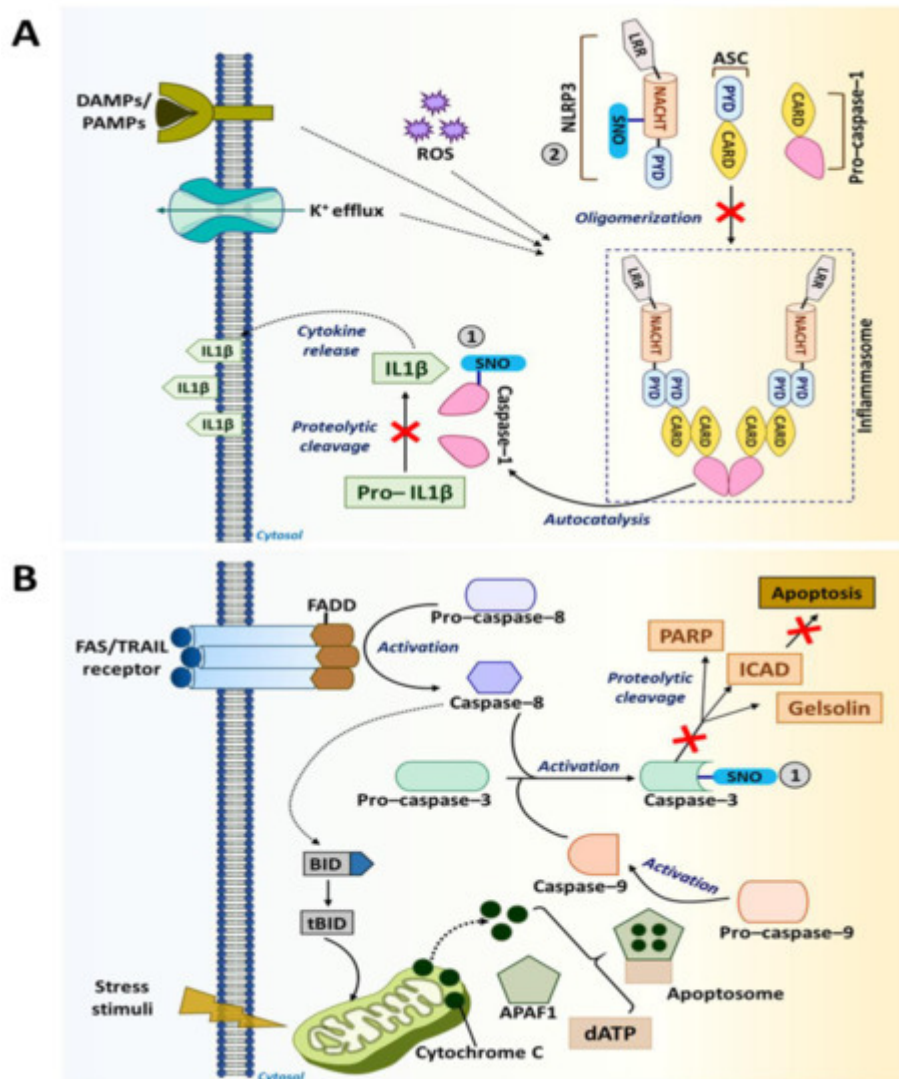 A
DAMPs/
PAMPs
ROS
K⁺ efflux
NLRP3
2
LRR
NACHT
SNO
PYD
ASC
PYD
CARD
CARD
Pro–caspase–1
Oligomerization
LRR
NACHT
PYD
PYD
CARD
CARD
LRR
NACHT
PYD
PYD
CARD
CARD
Inflammasome
Cytokine
release
1
IL1β
SNO
Caspase–1
IL1β
IL1β
IL1β
Proteolytic
cleavage
Pro– IL1β
Autocatalysis
Cytosol
B
FADD
FAS/TRAIL
receptor
Pro–caspase–8
Activation
Caspase–8
Apoptosis
PARP
ICAD
Proteolytic
cleavage
Gelsolin
Pro–caspase–3
Activation
Caspase–3
SNO
1
BID
tBID
Caspase–9
Activation
Pro–caspase–9
Stress
stimuli
APAF1
Apoptosome
dATP
Cytochrome C
Cytosol